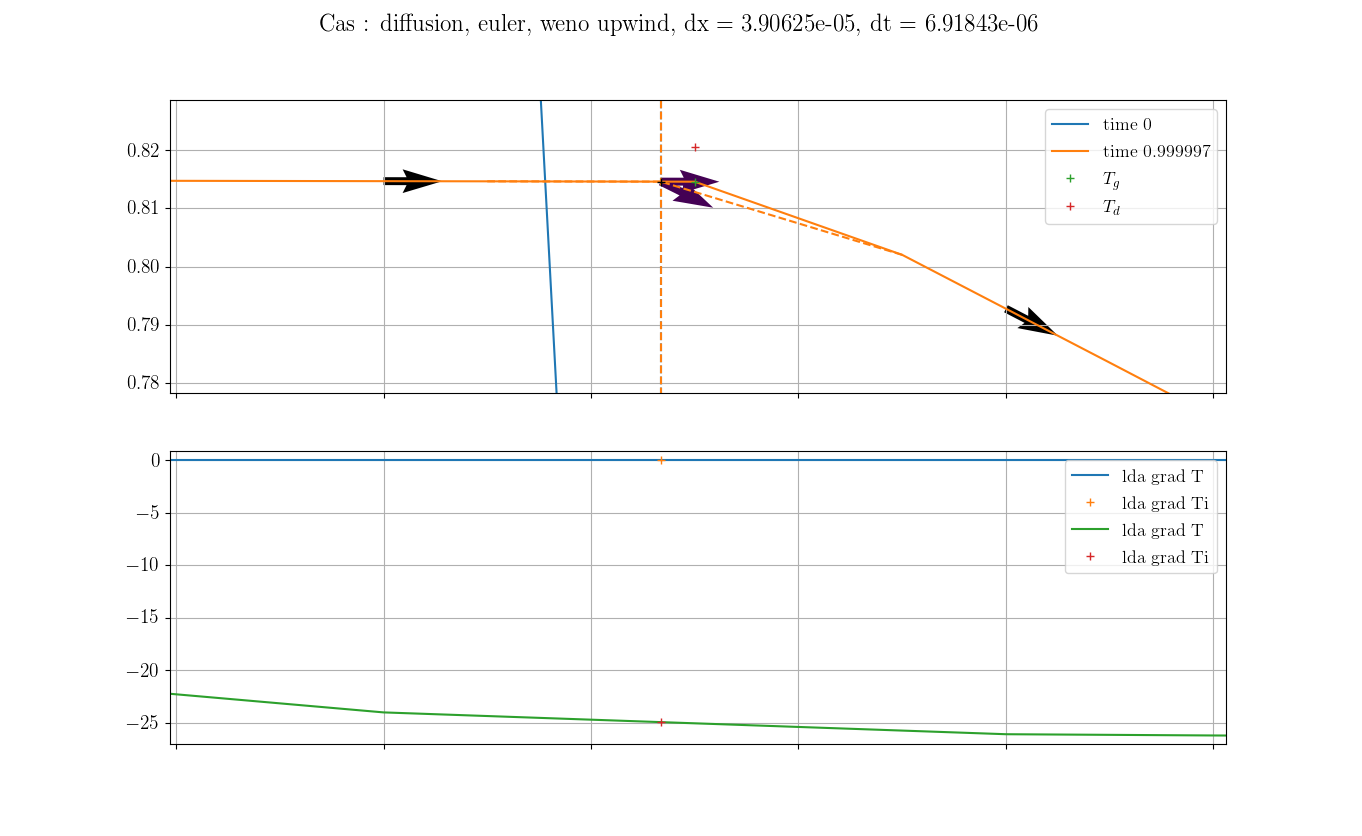 Cas : diffusion, euler, weno upwind, dx = 3.90625e-05, dt = 6.91843e-06
0.82
0.81
0.80
0.79
0.78
time 0
time 0.999997
T_g
T_d
0
−5
−10
−15
−20
−25
lda grad T
lda grad Ti
lda grad T
lda grad Ti